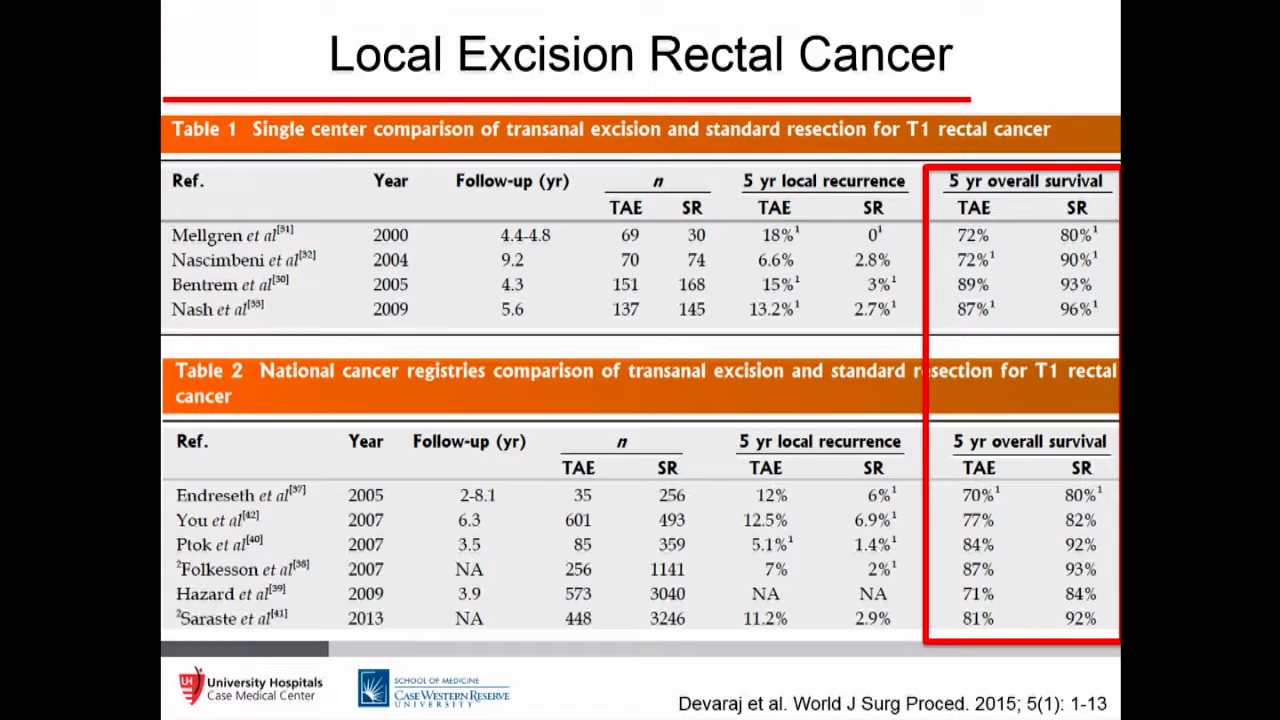 Local Excision Rectal Cancer
Table 1 Single center comparison of transanal excision and standard resection for T1 rectal cancer
Ref. Year Follow-up (yr) n 5 yr local recurrence 5 yr overall survival
TAE SR TAE SR TAE SR
Mellgren et al[31] 2000 4.4-4.8 69 30 18%1 01 72% 80%1
Nascimbeni et al[32] 2004 9.2 70 74 6.6% 2.8% 72%1 90%1
Bentrem et al[30] 2005 4.3 151 168 15%1 3%1 89% 93%
Nash et al[33] 2009 5.6 137 145 13.2%1 2.7%1 87%1 96%1
Table 2 National cancer registries comparison of transanal excision and standard resection for T1 rectal
cancer
Ref. Year Follow-up (yr) n 5 yr local recurrence 5 yr overall survival
TAE SR TAE SR TAE SR
Endreseth et al[37] 2005 2-8.1 35 256 12% 6%1 70%1 80%1
You et al[42] 2007 6.3 601 493 12.5% 6.9%1 77% 82%
Ptok et al[40] 2007 3.5 85 359 5.1%1 1.4%1 84% 92%
2Folkesson et al[38] 2007 NA 256 1141 7% 2%1 87% 93%
Hazard et al[39] 2009 3.9 573 3040 NA NA 71% 84%
2Saraste et al[41] 2013 NA 448 3246 11.2% 2.9% 81% 92%
UH University Hospitals
Case Medical Center
SCHOOL OF MEDICINE
CASE WESTERN RESERVE
UNIVERSITY
Devaraj et al. World J Surg Proced. 2015; 5(1): 1-13